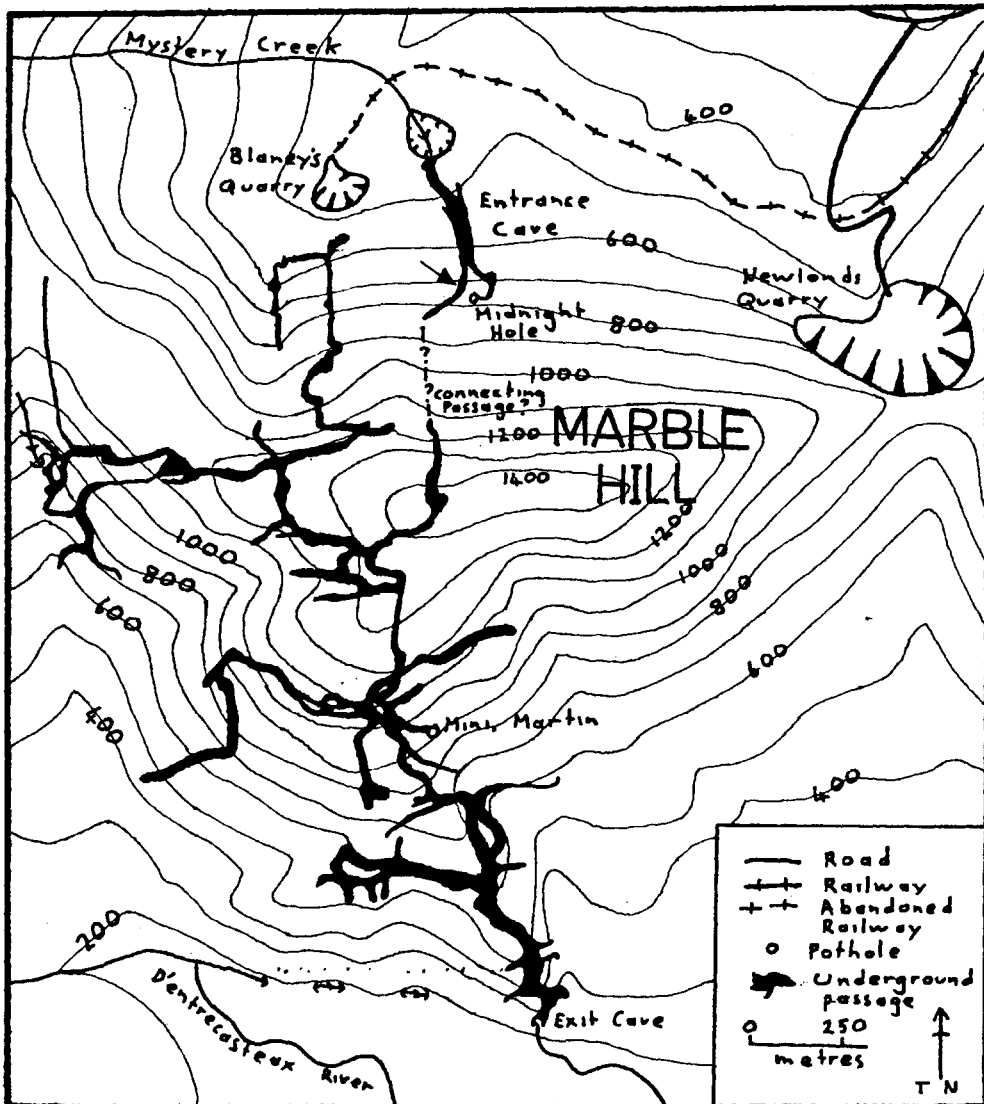 Mystery Creek
400
Blaney's
Quarry
Entrance
Cave
600
Newlands
Quarry
Midnight
Hole
800
?
1000
?connecting
Passage?
1200
MARBLE
HILL
1400
1200
1000
1000
800
800
600
600
Mini Martin
400
400
200
D'entrecasteaux River
Exit Cave
Road
Railway
Abandoned
Railway
Pothole
Underground
passage
0 250
metres
T N